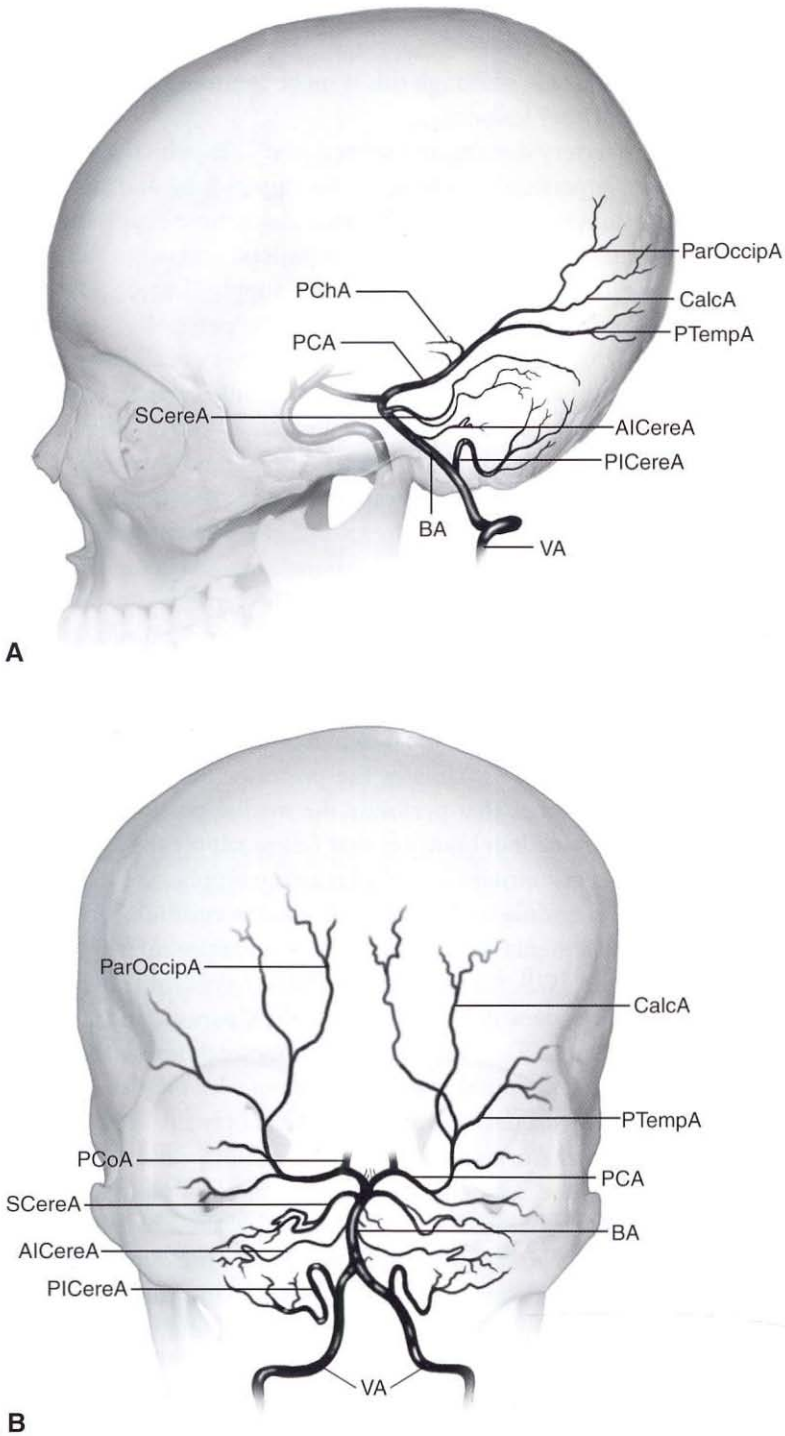 ParOccipA
PChA
CalcA
PTempA
PCA
SCereA
AICereA
PICereA
BA
VA
A
ParOccipA
CalcA
PTempA
PCoA
PCA
SCereA
BA
AICereA
PICereA
VA
B